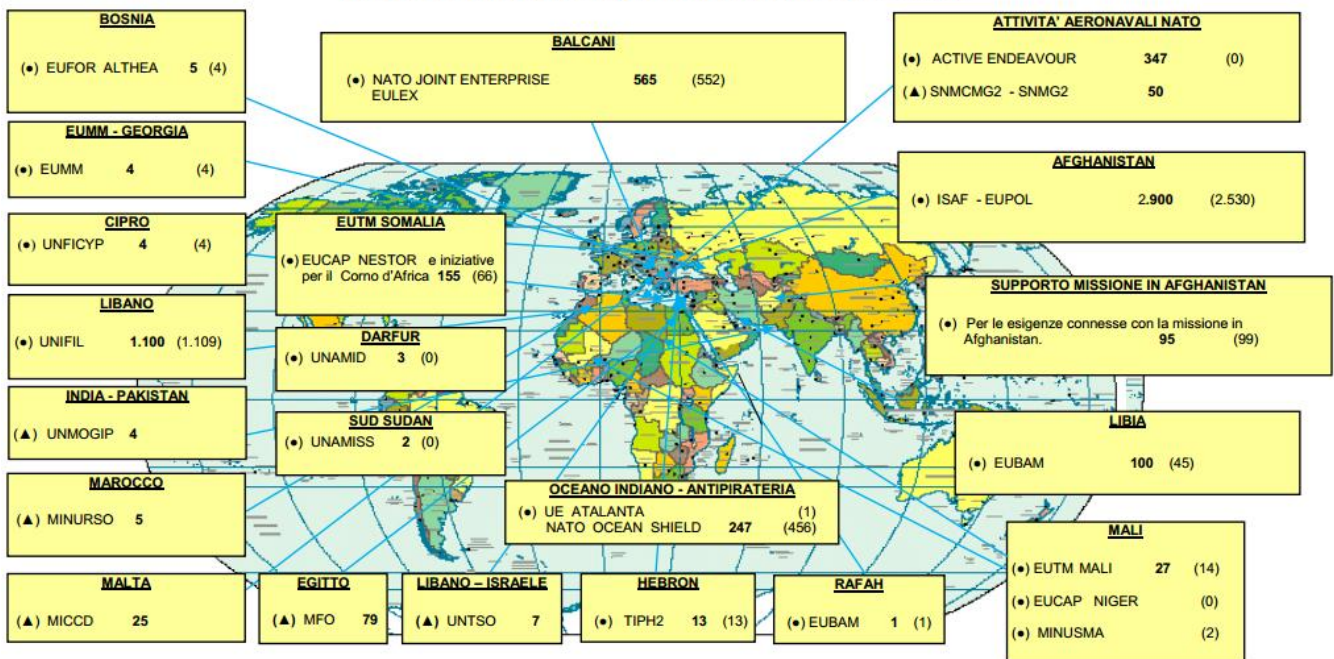 BOSNIA
(●) EUFOR ALTHEA 5 (4)
BALCANI
(●) NATO JOINT ENTERPRISE 565 (552)
EULEX
ATTIVITA' AERONAVALI NATO
(●) ACTIVE ENDEAVOUR 347 (0)
(▲) SNMCMG2 - SNMG2 50
EUMM - GEORGIA
(●) EUMM 4 (4)
AFGHANISTAN
(●) ISAF - EUPOL 2.900 (2.530)
CIPRO
(●) UNFICYP 4 (4)
EUTM SOMALIA
(●) EUCAP NESTOR e iniziative
per il Corno d'Africa 155 (66)
SUPPORTO MISSIONE IN AFGHANISTAN
(●) Per le esigenze connesse con la missione in
Afghanistan. 95 (99)
LIBANO
(●) UNIFIL 1.100 (1.109)
DARFUR
(●) UNAMID 3 (0)
INDIA - PAKISTAN
(▲) UNMOGIP 4
SUD SUDAN
(●) UNAMISS 2 (0)
LIBIA
(●) EUBAM 100 (45)
MAROCCO
(▲) MINURSO 5
OCEANO INDIANO - ANTIPIRATERIA
(●) UE ATALANTA (1)
NATO OCEAN SHIELD 247 (456)
MALI
(●) EUTM MALI 27 (14)
(●) EUCAP NIGER (0)
(●) MINUSMA (2)
MALTA
(▲) MICCD 25
EGITTO
(▲) MFO 79
LIBANO – ISRAELE
(▲) UNTSO 7
HEBRON
(●) TIPH2 13 (13)
RAFAH
(●) EUBAM 1 (1)